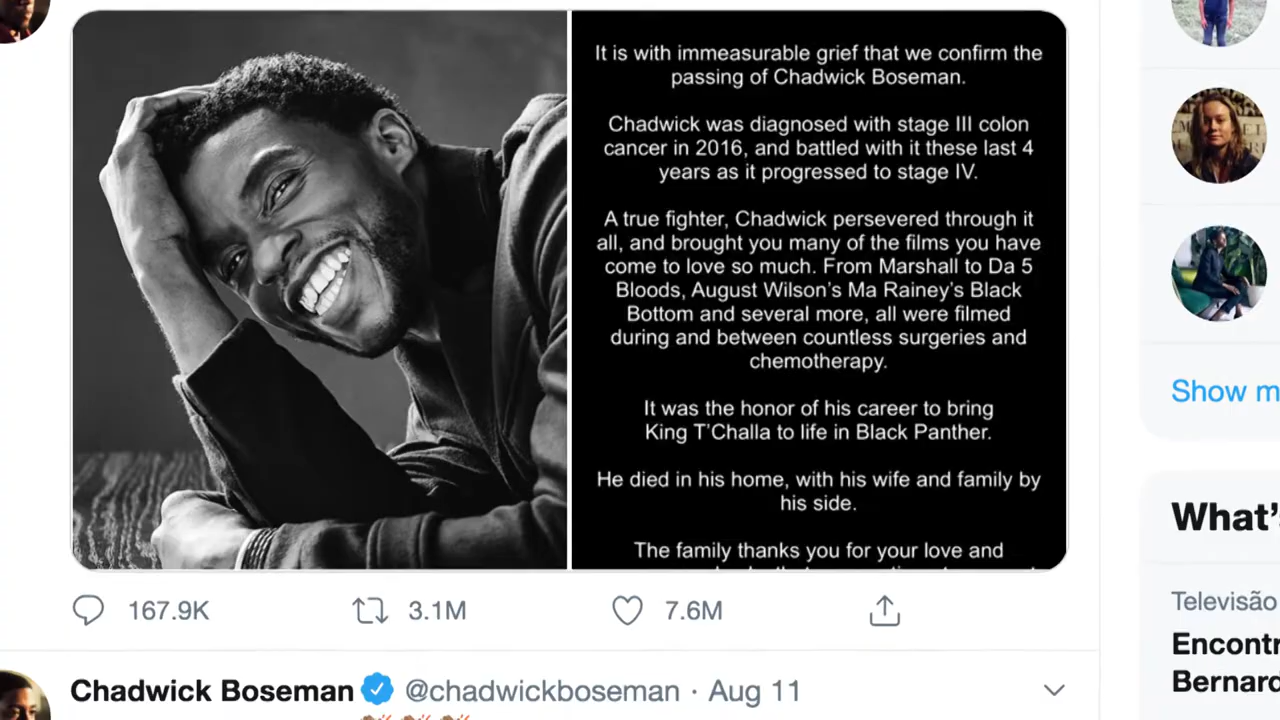 It is with immeasurable grief that we confirm the
passing of Chadwick Boseman.
Chadwick was diagnosed with stage III colon
cancer in 2016, and battled with it these last 4
years as it progressed to stage IV.
A true fighter, Chadwick persevered through it
all, and brought you many of the films you have
come to love so much. From Marshall to Da 5
Bloods, August Wilson's Ma Rainey's Black
Bottom and several more, all were filmed
during and between countless surgeries and
chemotherapy.
It was the honor of his career to bring
King T'Challa to life in Black Panther.
He died in his home, with his wife and family by
his side.
The family thanks you for your love and
167.9K 3.1M 7.6M
Chadwick Boseman @chadwickboseman · Aug 11
Show m
What's
Televisão
Encontr
Bernard